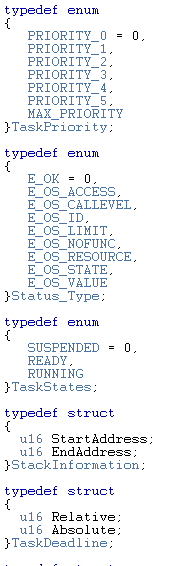 typedef enum
{
PRIORITY_0 = 0,
PRIORITY_1,
PRIORITY_2,
PRIORITY_3,
PRIORITY_4,
PRIORITY_5,
MAX_PRIORITY
}TaskPriority;
typedef enum
{
E_OK = 0,
E_OS_ACCESS,
E_OS_CALLEVEL,
E_OS_ID,
E_OS_LIMIT,
E_OS_NOFUNC,
E_OS_RESOURCE,
E_OS_STATE,
E_OS_VALUE
}Status_Type;
typedef enum
{
SUSPENDED = 0,
READY,
RUNNING
}TaskStates;
typedef struct
{
u16 StartAddress;
u16 EndAddress;
}StackInformation;
typedef struct
{
u16 Relative;
u16 Absolute;
}TaskDeadline;